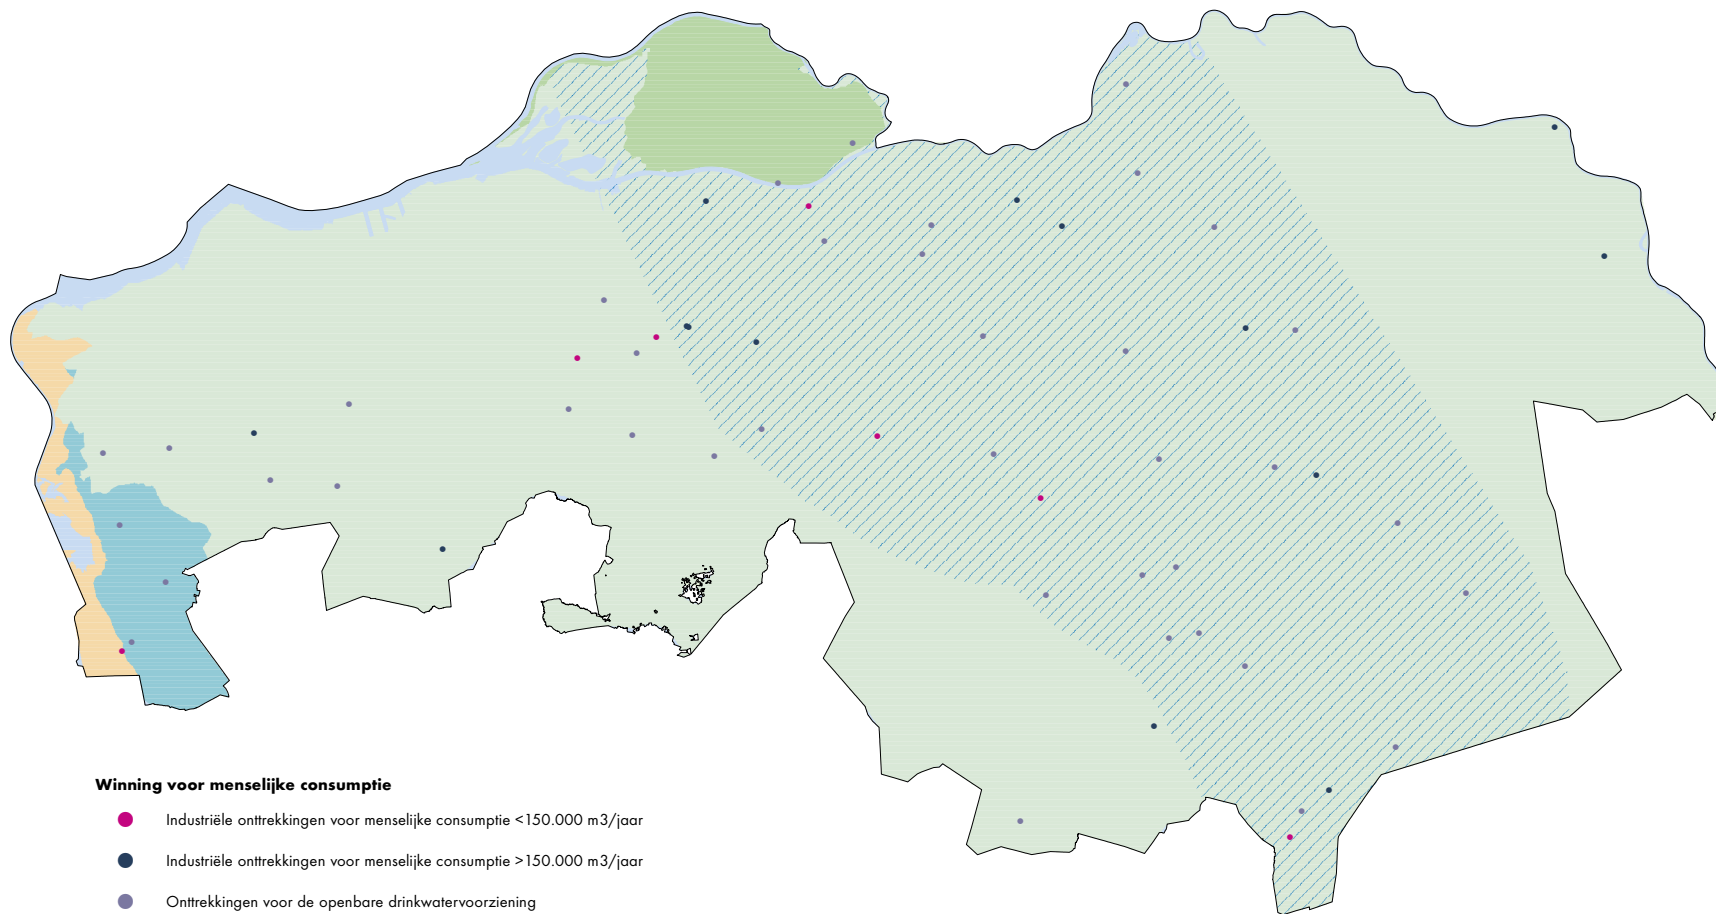 Winning voor menselijke consumptie
Industriële onttrekkingen voor menselijke consumptie <150.000 m3/jaar
Industriële onttrekkingen voor menselijke consumptie >150.000 m3/jaar
Onttrekkingen voor de openbare drinkwatervoorziening